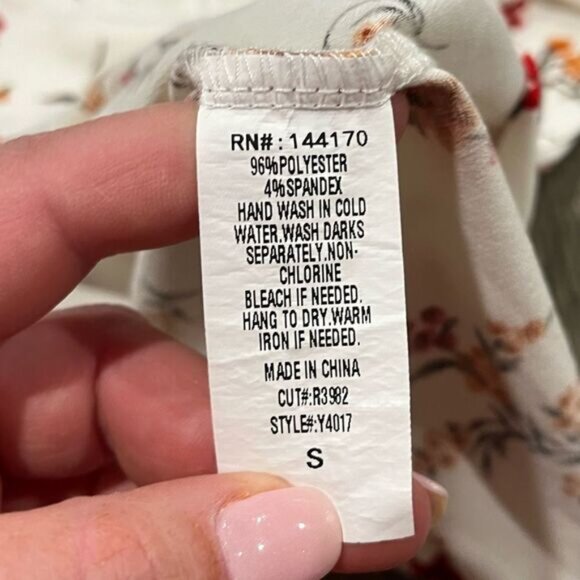 RN#: 144170
96%POLYESTER
4%SPANDEX
HAND WASH IN COLD
WATER.WASH DARKS
SEPARATELY.NON-
CHLORINE
BLEACH IF NEEDED.
HANG TO DRY.WARM
IRON IF NEEDED.
MADE IN CHINA
CUT#:R3982
STYLE#:Y4017
S